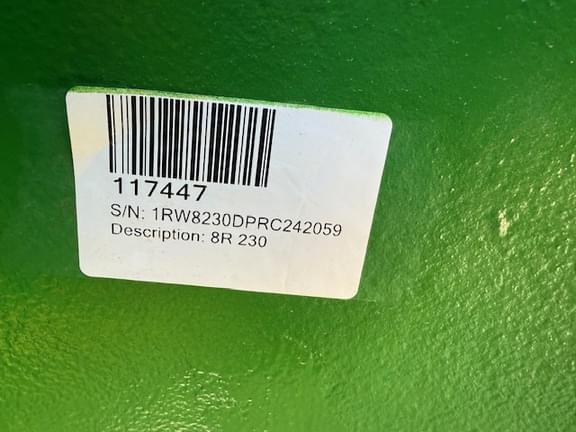 117447
S/N: 1RW8230DPRC242059
Description: 8R 230